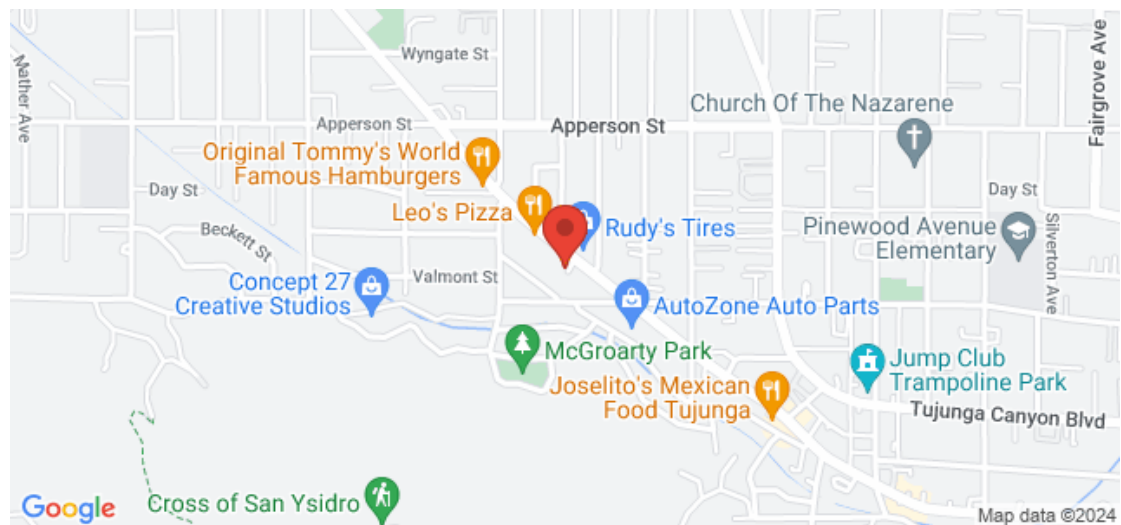 Wyngate St
Mather Ave
Fairgrove Ave
Church Of The Nazarene
Apperson St
Apperson St
Original Tommy's World
Famous Hamburgers
Day St
Day St
Leo's Pizza
Rudy's Tires
Pinewood Avenue
Elementary
Silverton Ave
Beckett St
Valmont St
Concept 27
Creative Studios
AutoZone Auto Parts
McGroarty Park
Jump Club
Trampoline Park
Joselito's Mexican
Food Tujunga
Tujunga Canyon Blvd
Cross of San Ysidro
Google
Map data ©2024